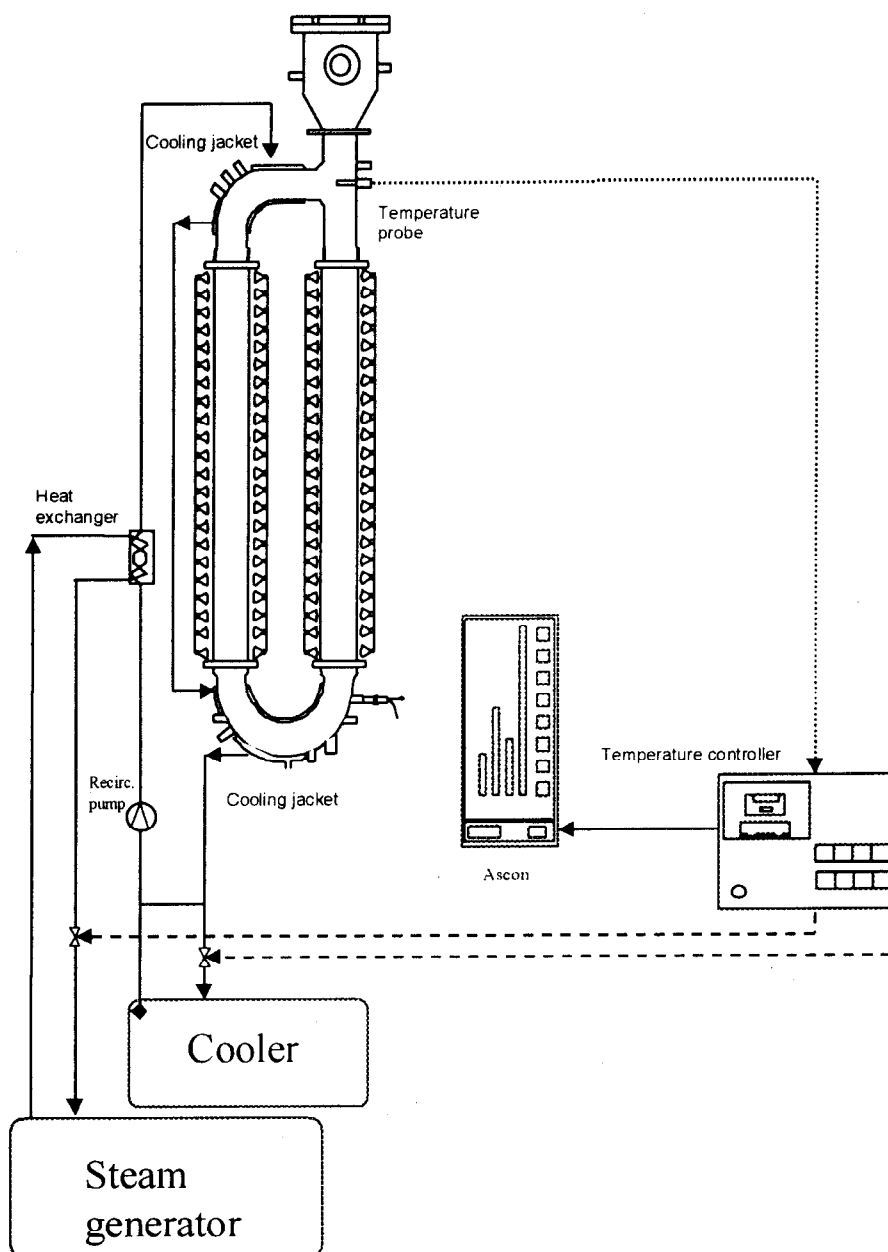 Cooling jacket
Temperature
probe
Heat
exchanger
Temperature controller
Recirc.
pump
Cooling jacket
Ascon
Cooler
Steam
generator